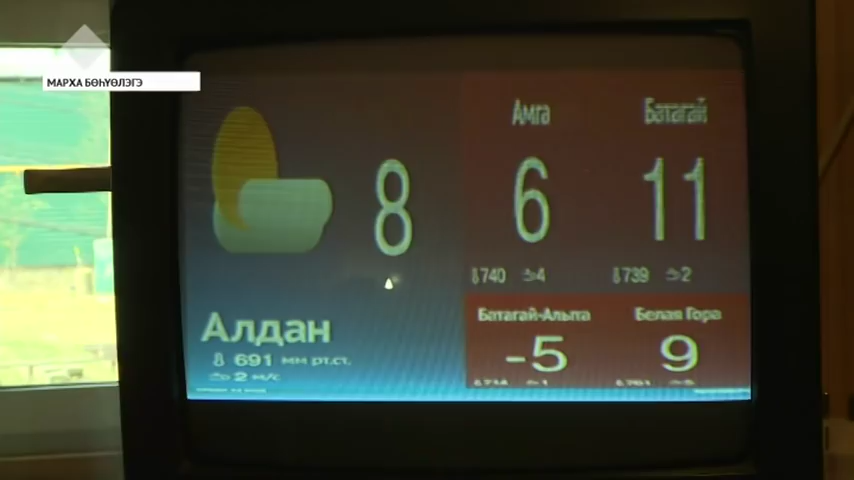 МАРХА БӨҺҮӨЛЭГЭ
8
Алдан
691 мм рт.ст.
2 м/с
Амга
6
740 4
Батагай
11
739 2
Батагай-Алыта
-5
Белая Гора
9